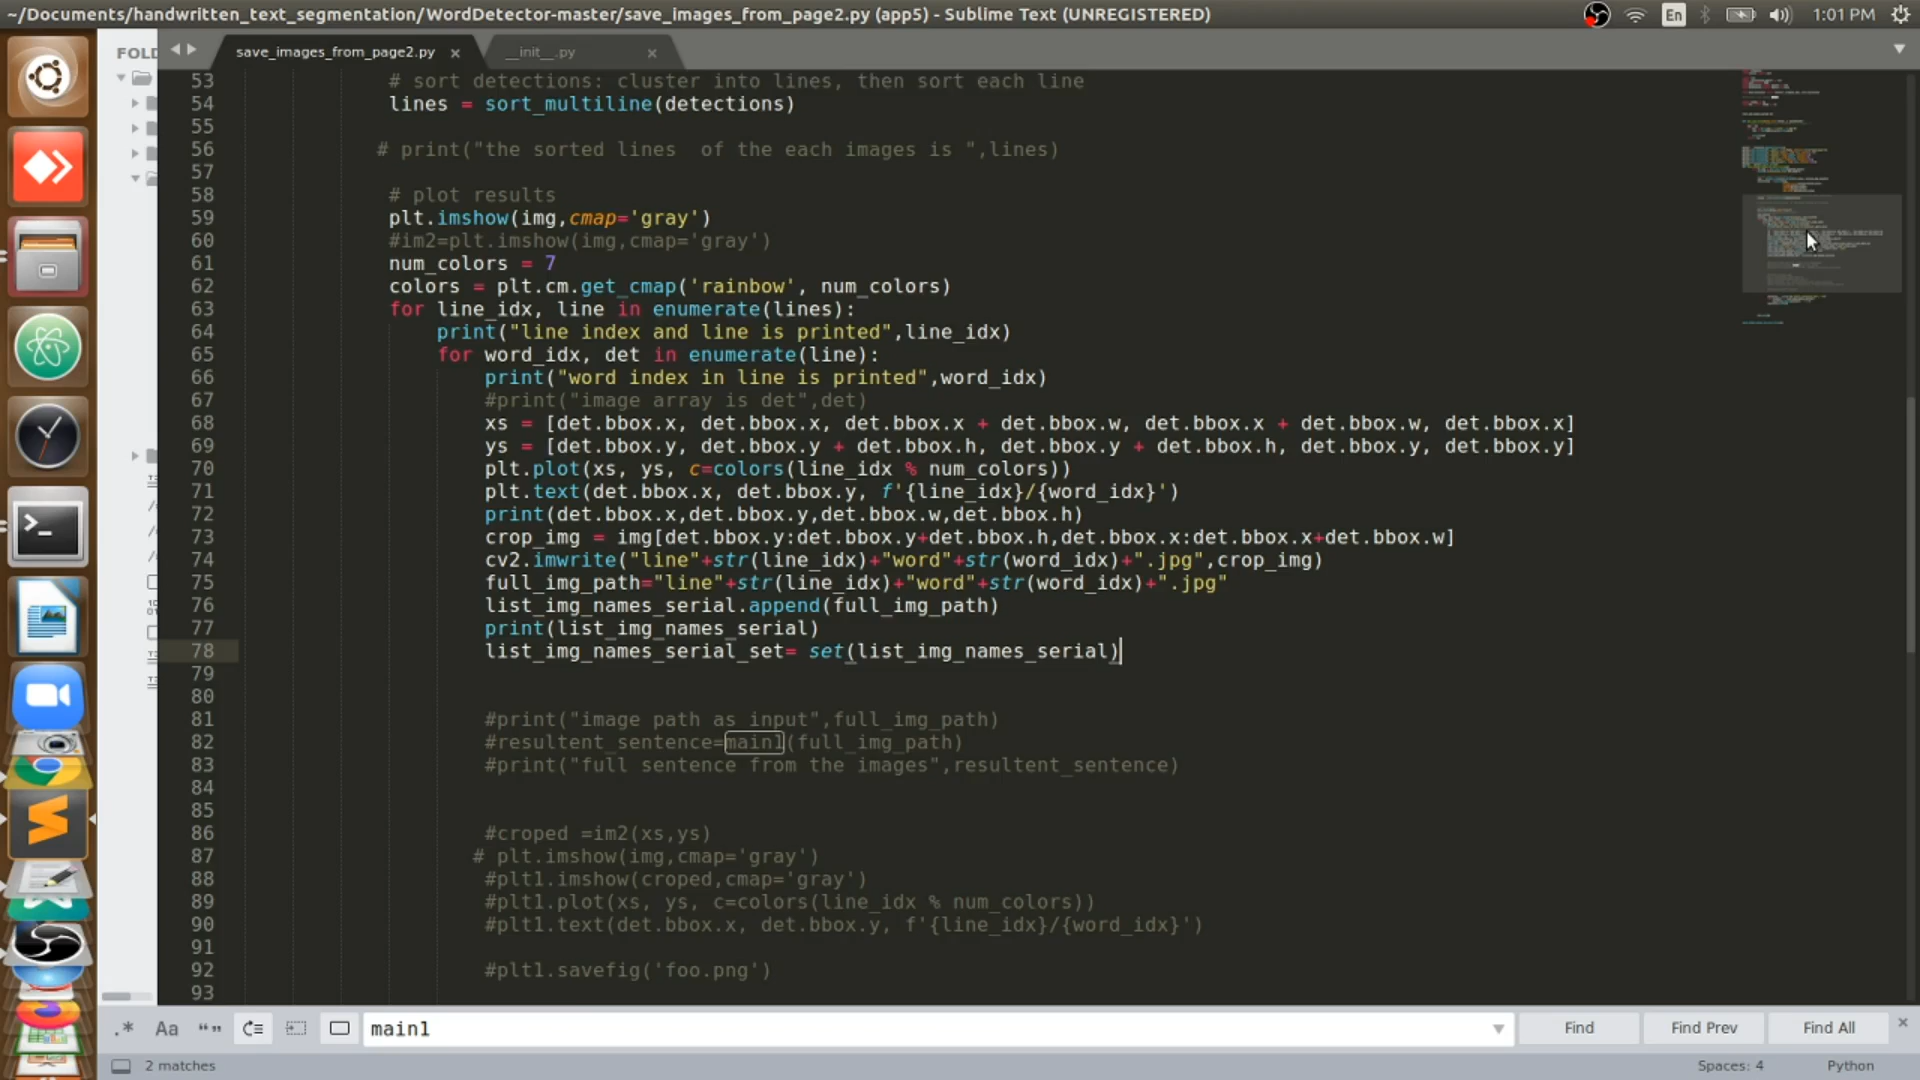 ~/Documents/handwritten_text_segmentation/WordDetector-master/save_images_from_page2.py (app5) - Sublime Text (UNREGISTERED)
En
1:01 PM
FOLD
save_images_from_page2.py
__init__.py
53 # sort detections: cluster into lines, then sort each line
54 lines = sort_multiline(detections)
55
56 # print("the sorted lines  of the each images is ",lines)
57
58 # plot results
59 plt.imshow(img,cmap='gray')
60 #im2=plt.imshow(img,cmap='gray')
61 num_colors = 7
62 colors = plt.cm.get_cmap('rainbow', num_colors)
63 for line_idx, line in enumerate(lines):
64 print("line index and line is printed",line_idx)
65 for word_idx, det in enumerate(line):
66 print("word index in line is printed",word_idx)
67 #print("image array is det",det)
68 xs = [det.bbox.x, det.bbox.x, det.bbox.x + det.bbox.w, det.bbox.x + det.bbox.w, det.bbox.x]
69 ys = [det.bbox.y, det.bbox.y + det.bbox.h, det.bbox.y + det.bbox.h, det.bbox.y, det.bbox.y]
70 plt.plot(xs, ys, c=colors(line_idx % num_colors))
71 plt.text(det.bbox.x, det.bbox.y, f'{line_idx}/{word_idx}')
72 print(det.bbox.x,det.bbox.y,det.bbox.w,det.bbox.h)
73 crop_img = img[det.bbox.y:det.bbox.y+det.bbox.h,det.bbox.x:det.bbox.x+det.bbox.w]
74 cv2.imwrite("line"+str(line_idx)+"word"+str(word_idx)+".jpg",crop_img)
75 full_img_path="line"+str(line_idx)+"word"+str(word_idx)+".jpg"
76 list_img_names_serial.append(full_img_path)
77 print(list_img_names_serial)
78 list_img_names_serial_set= set(list_img_names_serial)
79
80
81 #print("image path as input",full_img_path)
82 #resultent_sentence=main1(full_img_path)
83 #print("full sentence from the images",resultent_sentence)
84
85
86 #croped =im2(xs,ys)
87 # plt.imshow(img,cmap='gray')
88 #plt1.imshow(croped,cmap='gray')
89 #plt1.plot(xs, ys, c=colors(line_idx % num_colors))
90 #plt1.text(det.bbox.x, det.bbox.y, f'{line_idx}/{word_idx}')
91
92 #plt1.savefig('foo.png')
93
.* Aa “” main1 Find Find Prev Find All
2 matches Spaces: 4 Python